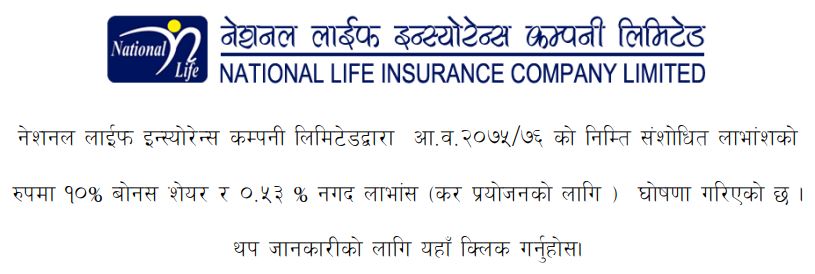 National
Life
नेशनल लाईफ इन्स्योरेन्स कम्पनी लिमिटेड
NATIONAL LIFE INSURANCE COMPANY LIMITED
नेशनल लाईफ इन्स्योरेन्स कम्पनी लिमिटेडद्वारा आ.व.२०७५/७६ को निम्ति संशोधित लाभांशको
रुपमा १०% बोनस शेयर र ०.५३ % नगद लाभांस (कर प्रयोजनको लागि ) घोषणा गरिएको छ ।
थप जानकारीको लागि यहाँ क्लिक गर्नुहोस।